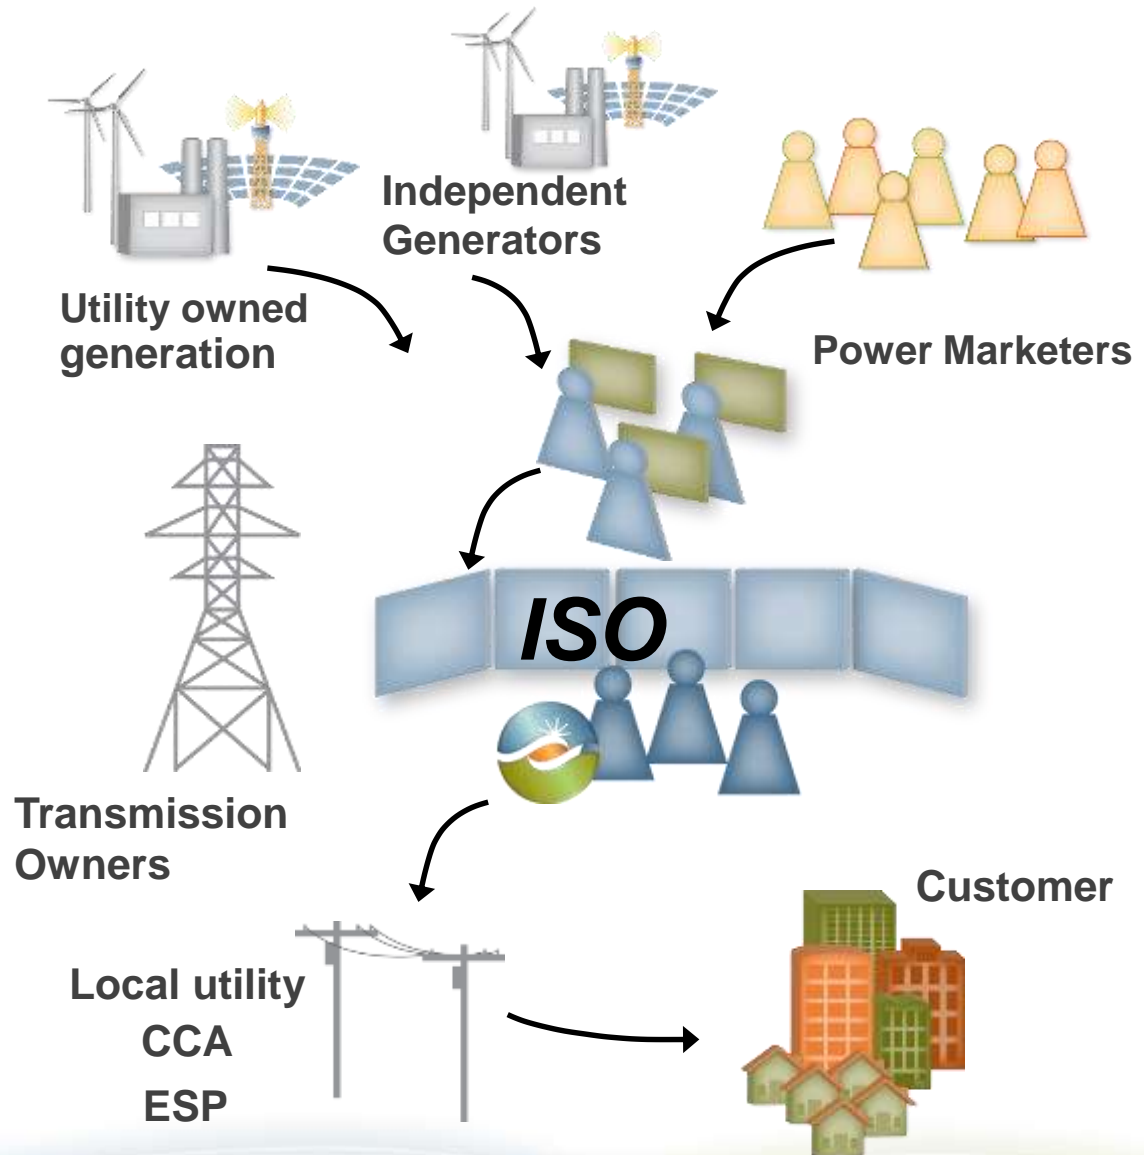 Independent
Generators
Utility owned
generation
Power Marketers
ISO
Transmission
Owners
Customer
Local utility
CCA
ESP